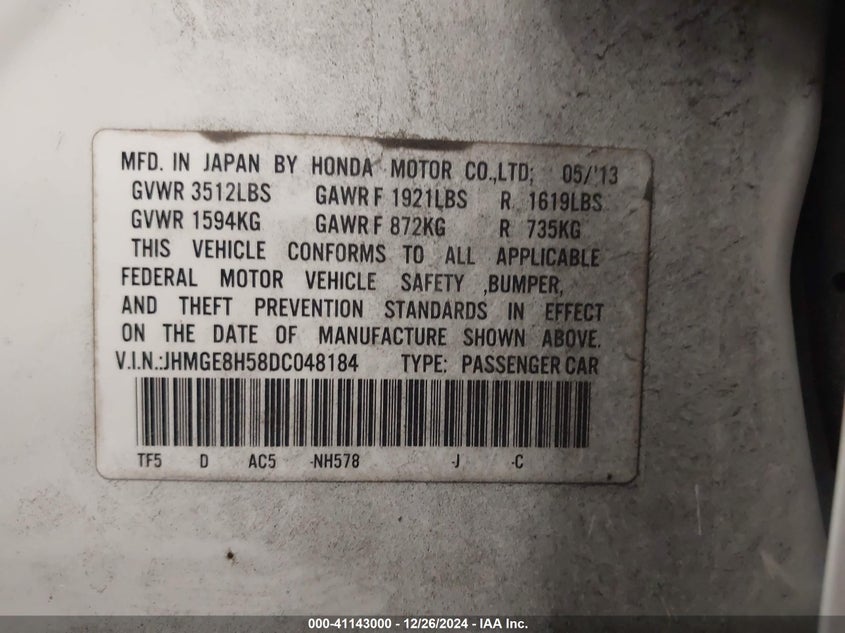 MFD. IN JAPAN BY HONDA MOTOR CO.,LTD; 05/'13
GVWR 3512LBS GAWR F 1921LBS R 1619LBS
GVWR 1594KG GAWR F 872KG R 735KG
THIS VEHICLE CONFORMS TO ALL APPLICABLE
FEDERAL MOTOR VEHICLE SAFETY ,BUMPER,
AND THEFT PREVENTION STANDARDS IN EFFECT
ON THE DATE OF MANUFACTURE SHOWN ABOVE.
V.I.N.:JHMGE8H58DC048184 TYPE: PASSENGER CAR
TF5 D AC5 -NH578 -J -C
000-41143000 - 12/26/2024 - IAA Inc.